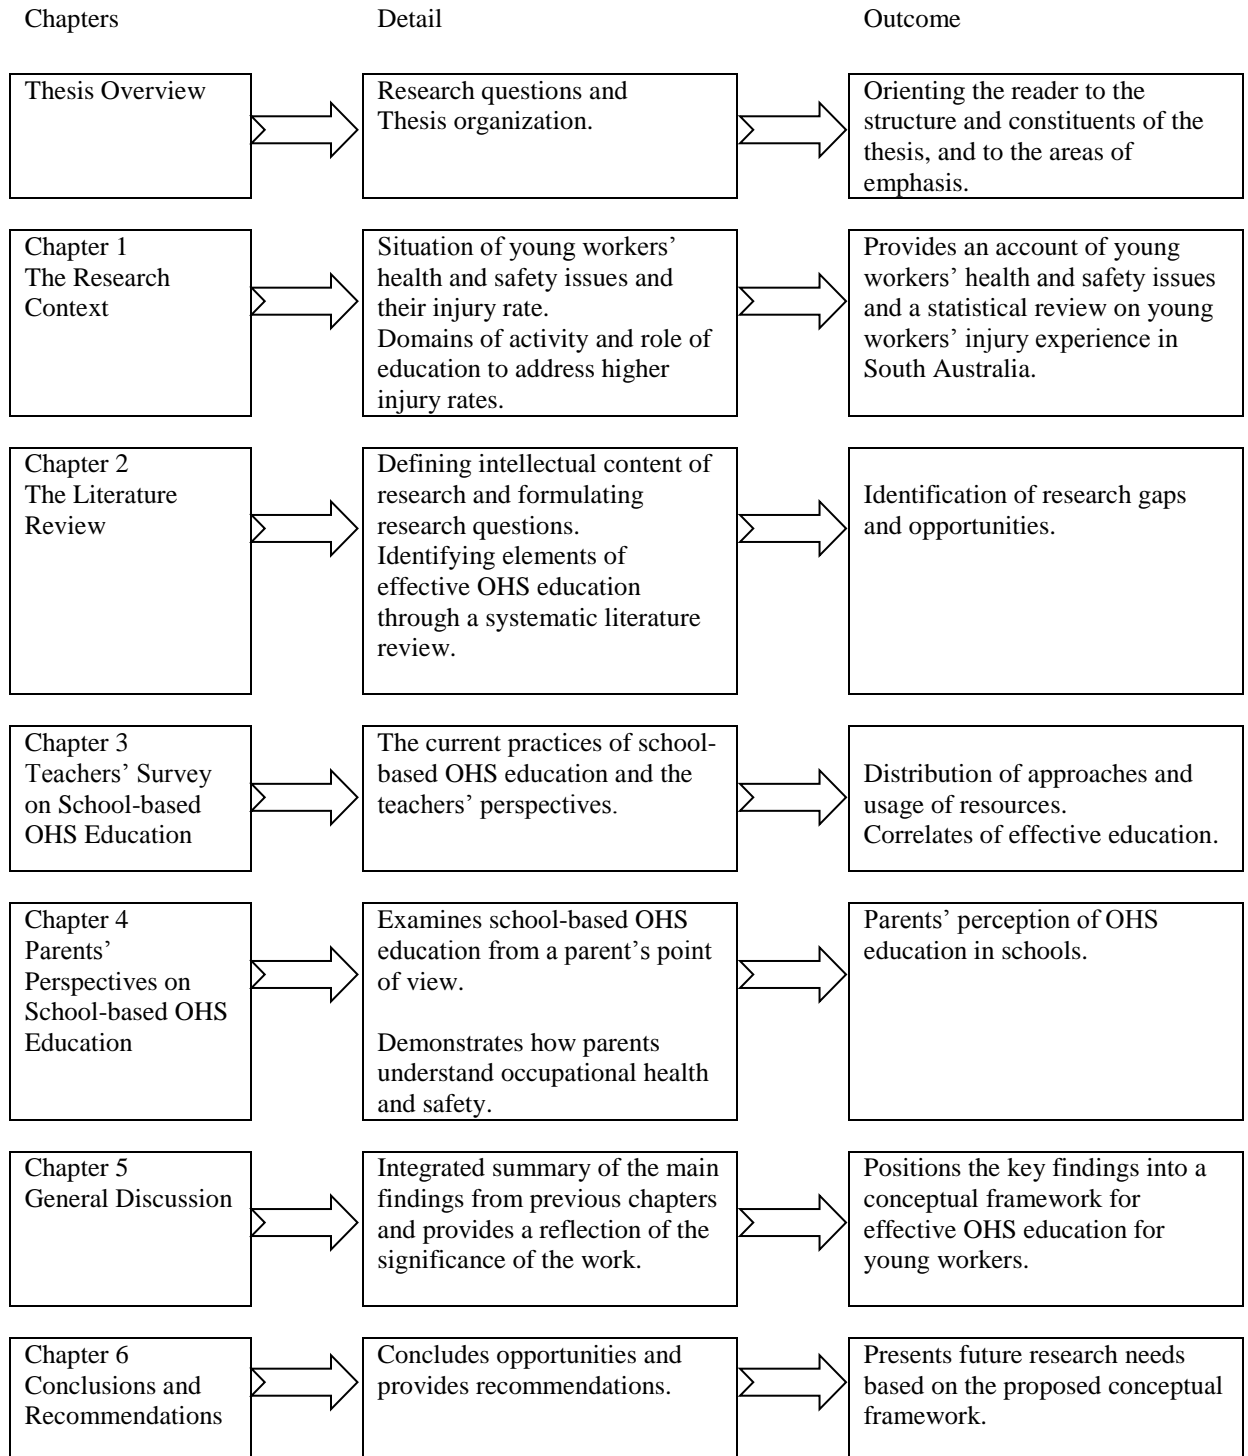 Chapters
Detail
Outcome
Thesis Overview
Research questions and
Thesis organization.
Orienting the reader to the
structure and constituents of the
thesis, and to the areas of
emphasis.
Chapter 1
The Research
Context
Situation of young workers’
health and safety issues and
their injury rate.
Domains of activity and role of
education to address higher
injury rates.
Provides an account of young
workers’ health and safety issues
and a statistical review on young
workers’ injury experience in
South Australia.
Chapter 2
The Literature
Review
Defining intellectual content of
research and formulating
research questions.
Identifying elements of
effective OHS education
through a systematic literature
review.
Identification of research gaps
and opportunities.
Chapter 3
Teachers’ Survey
on School-based
OHS Education
The current practices of school-
based OHS education and the
teachers’ perspectives.
Distribution of approaches and
usage of resources.
Correlates of effective education.
Chapter 4
Parents’
Perspectives on
School-based OHS
Education
Examines school-based OHS
education from a parent’s point
of view.
Demonstrates how parents
understand occupational health
and safety.
Parents’ perception of OHS
education in schools.
Chapter 5
General Discussion
Integrated summary of the main
findings from previous chapters
and provides a reflection of the
significance of the work.
Positions the key findings into a
conceptual framework for
effective OHS education for
young workers.
Chapter 6
Conclusions and
Recommendations
Concludes opportunities and
provides recommendations.
Presents future research needs
based on the proposed conceptual
framework.